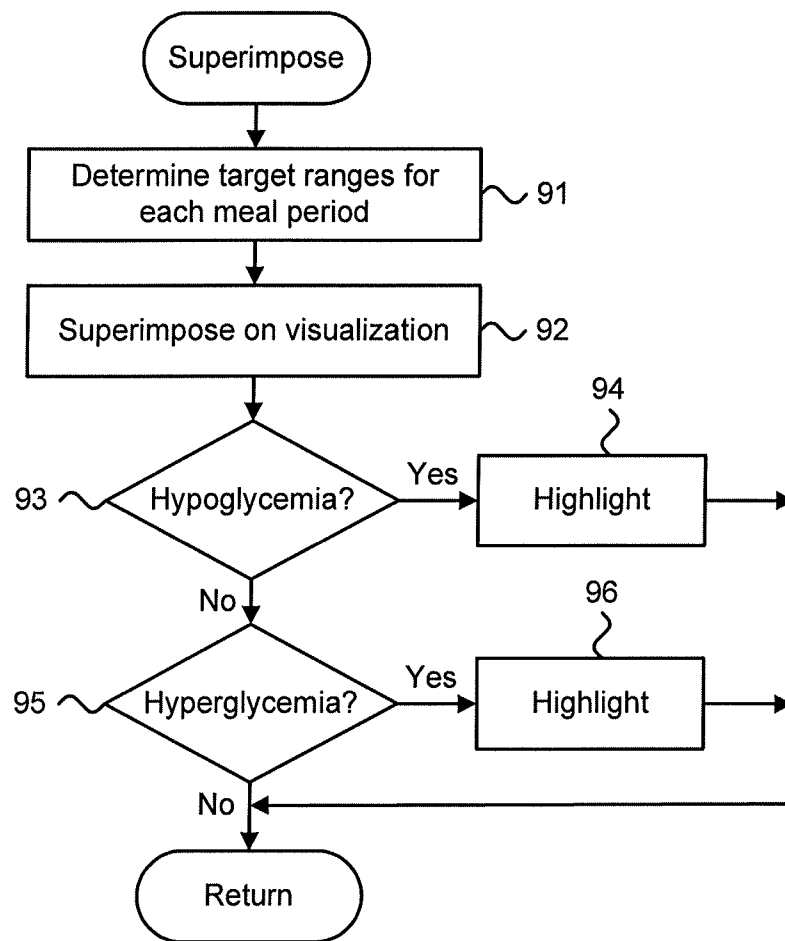 Superimpose
Determine target ranges for
each meal period
91
Superimpose on visualization
92
94
93
Hypoglycemia?
Yes
Highlight
No
96
95
Hyperglycemia?
Yes
Highlight
No
Return